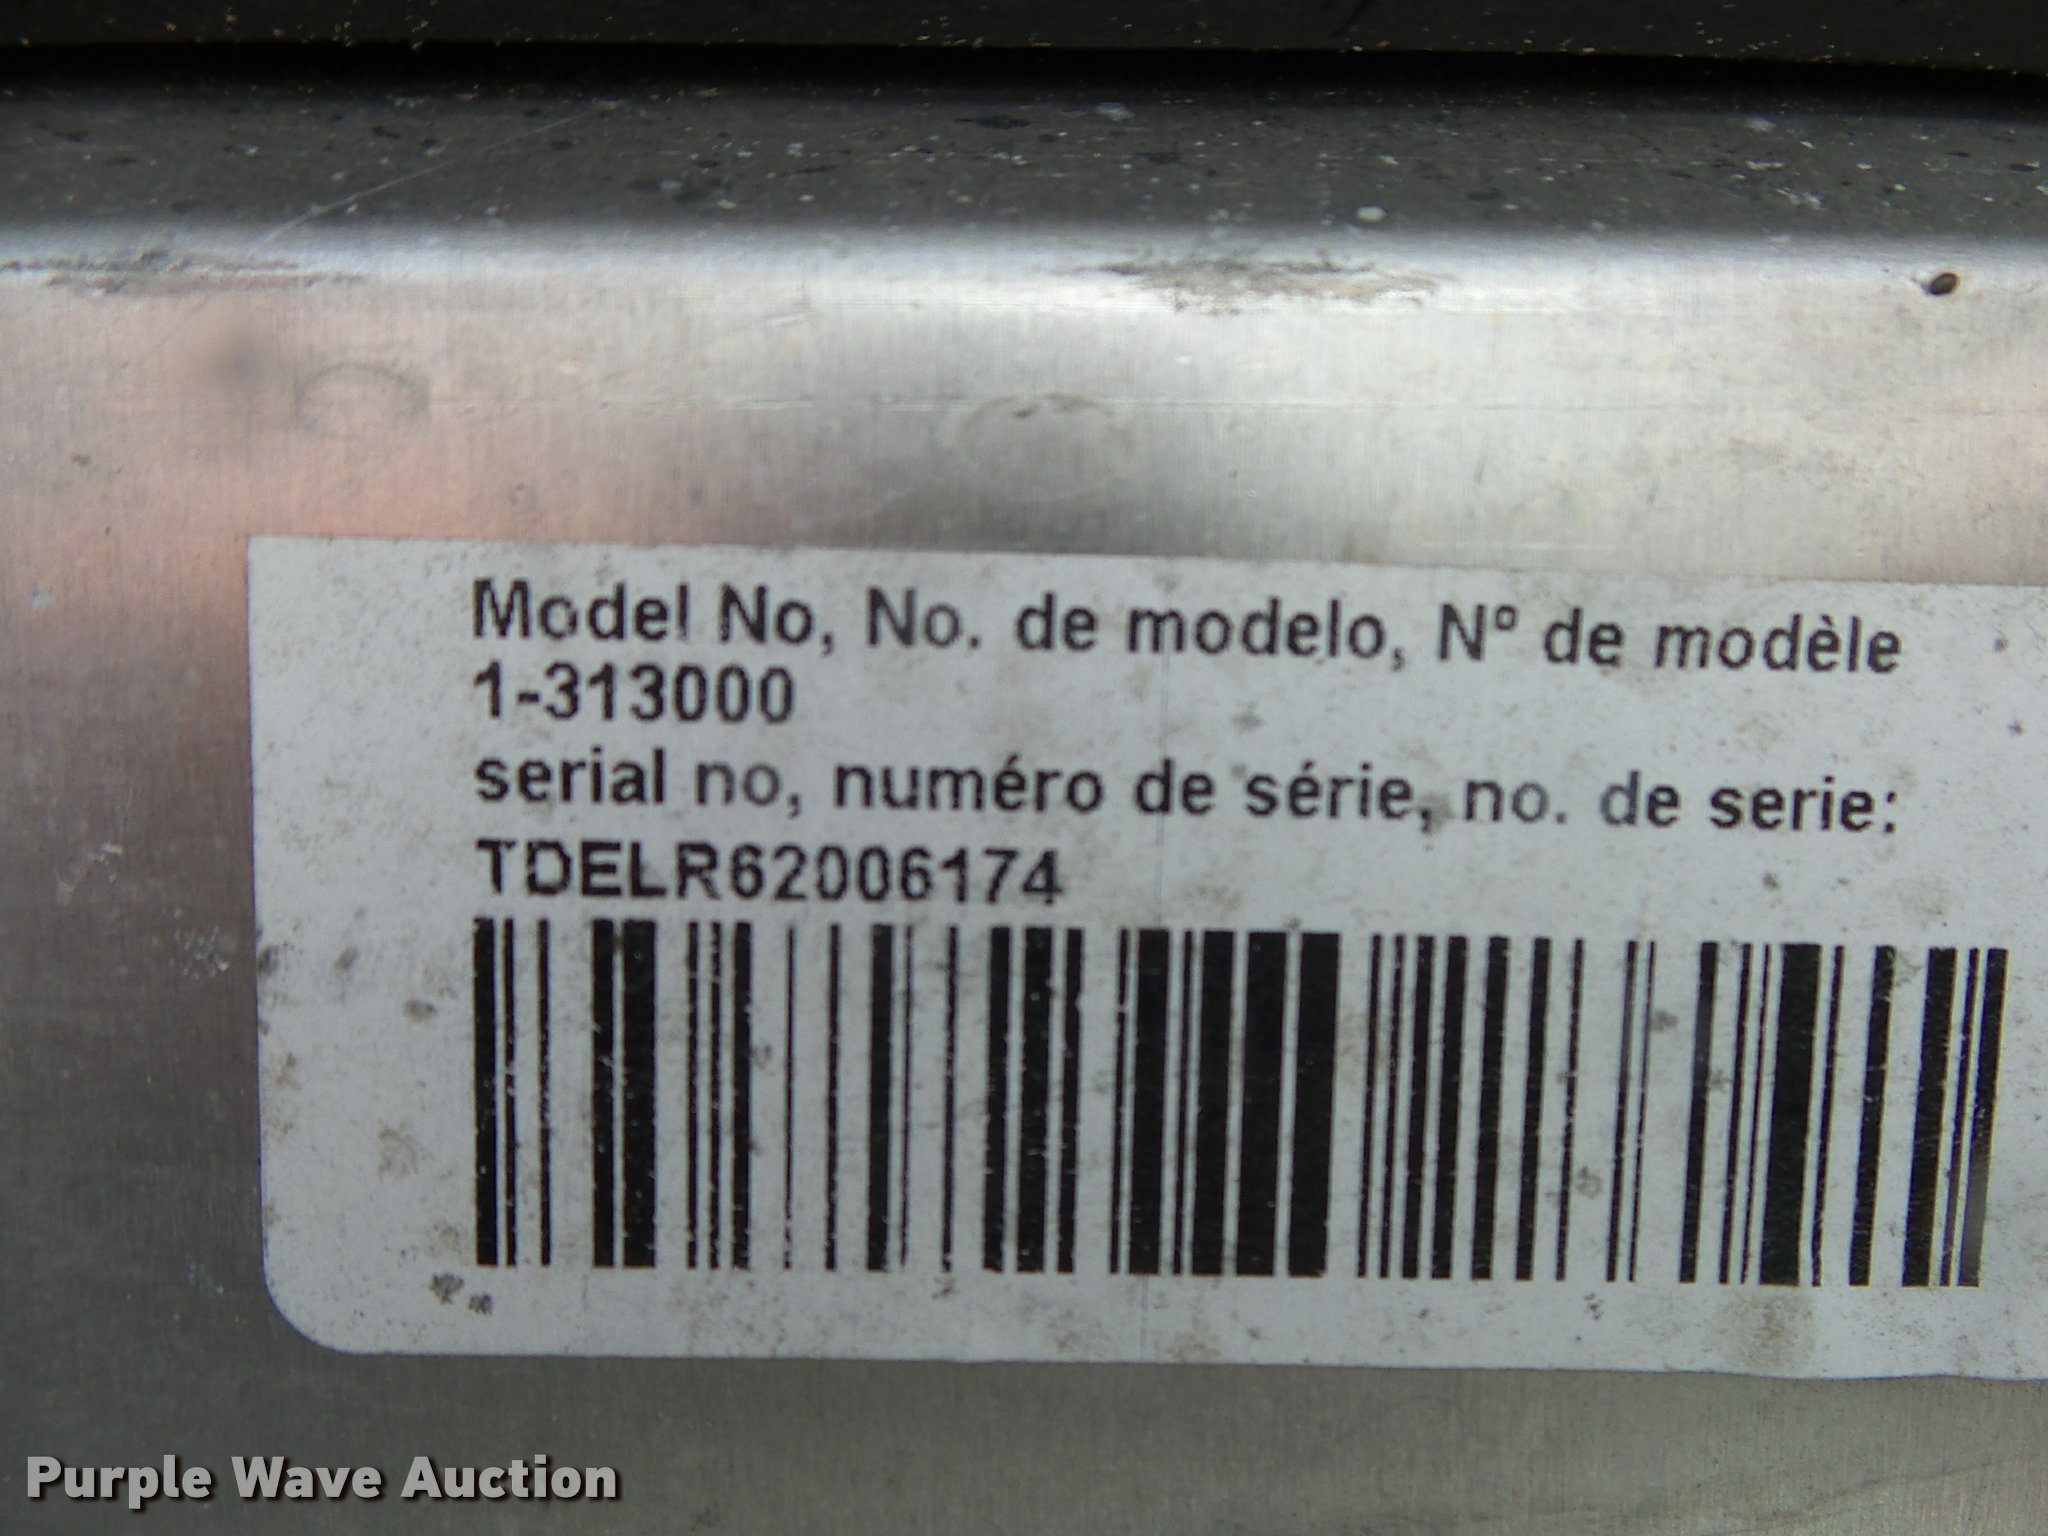 Model No, No. de modelo, Nº de modèle
1-313000
serial no, numéro de série, no. de serie:
TDELR62006174
Purple Wave Auction